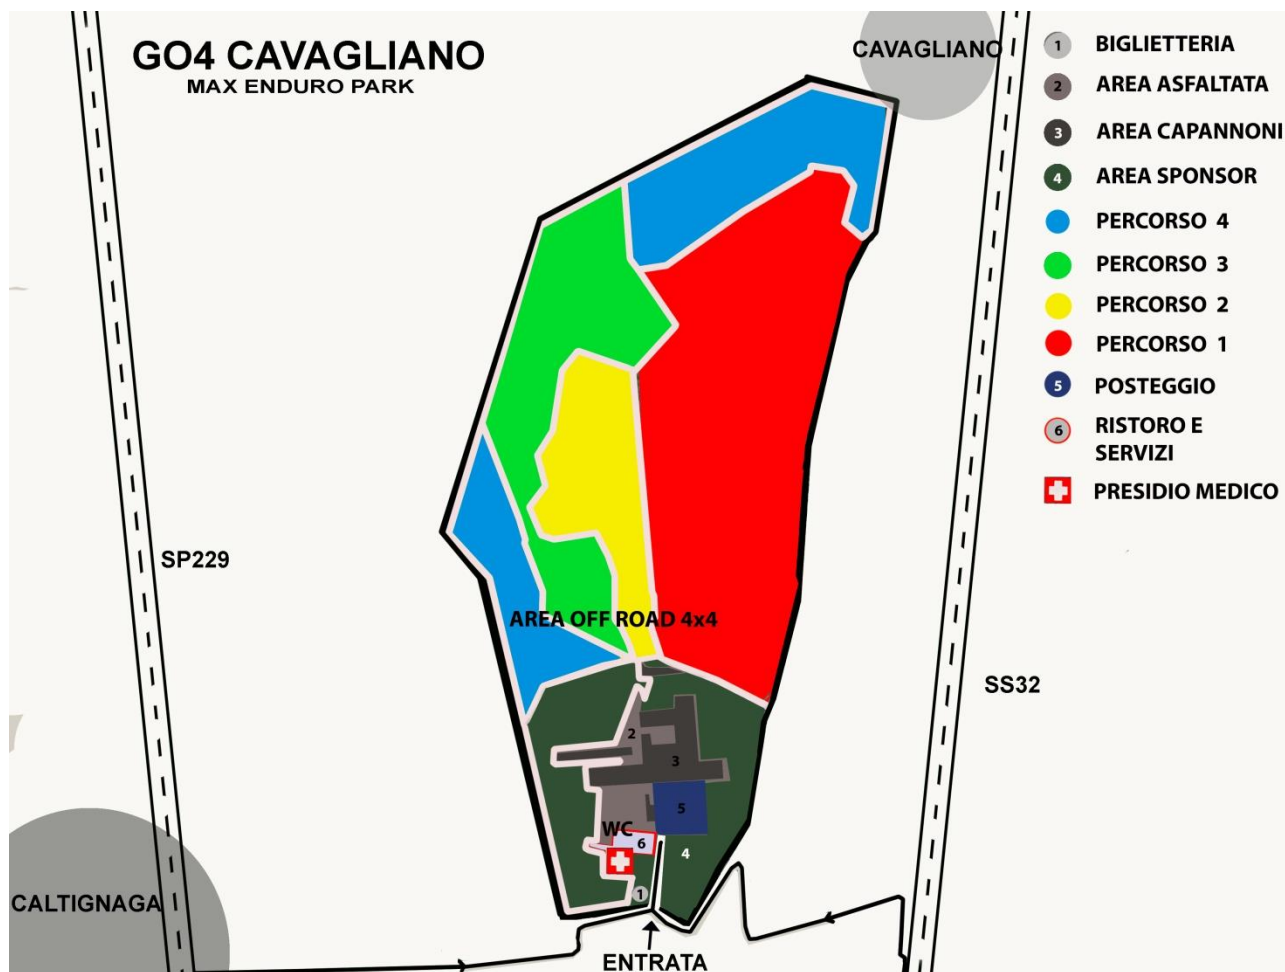 GO4 CAVAGLIANO
MAX ENDURO PARK
CAVAGLIANO
1 BIGLIETTERIA
2 AREA ASFALTATA
3 AREA CAPANNONI
4 AREA SPONSOR
PERCORSO 4
PERCORSO 3
PERCORSO 2
PERCORSO 1
5 POSTEGGIO
6 RISTORO E
SERVIZI
PRESIDIO MEDICO
SP229
AREA OFF ROAD 4x4
SS32
2
3
5
WC
6
4
1
CALTIGNAGA
ENTRATA